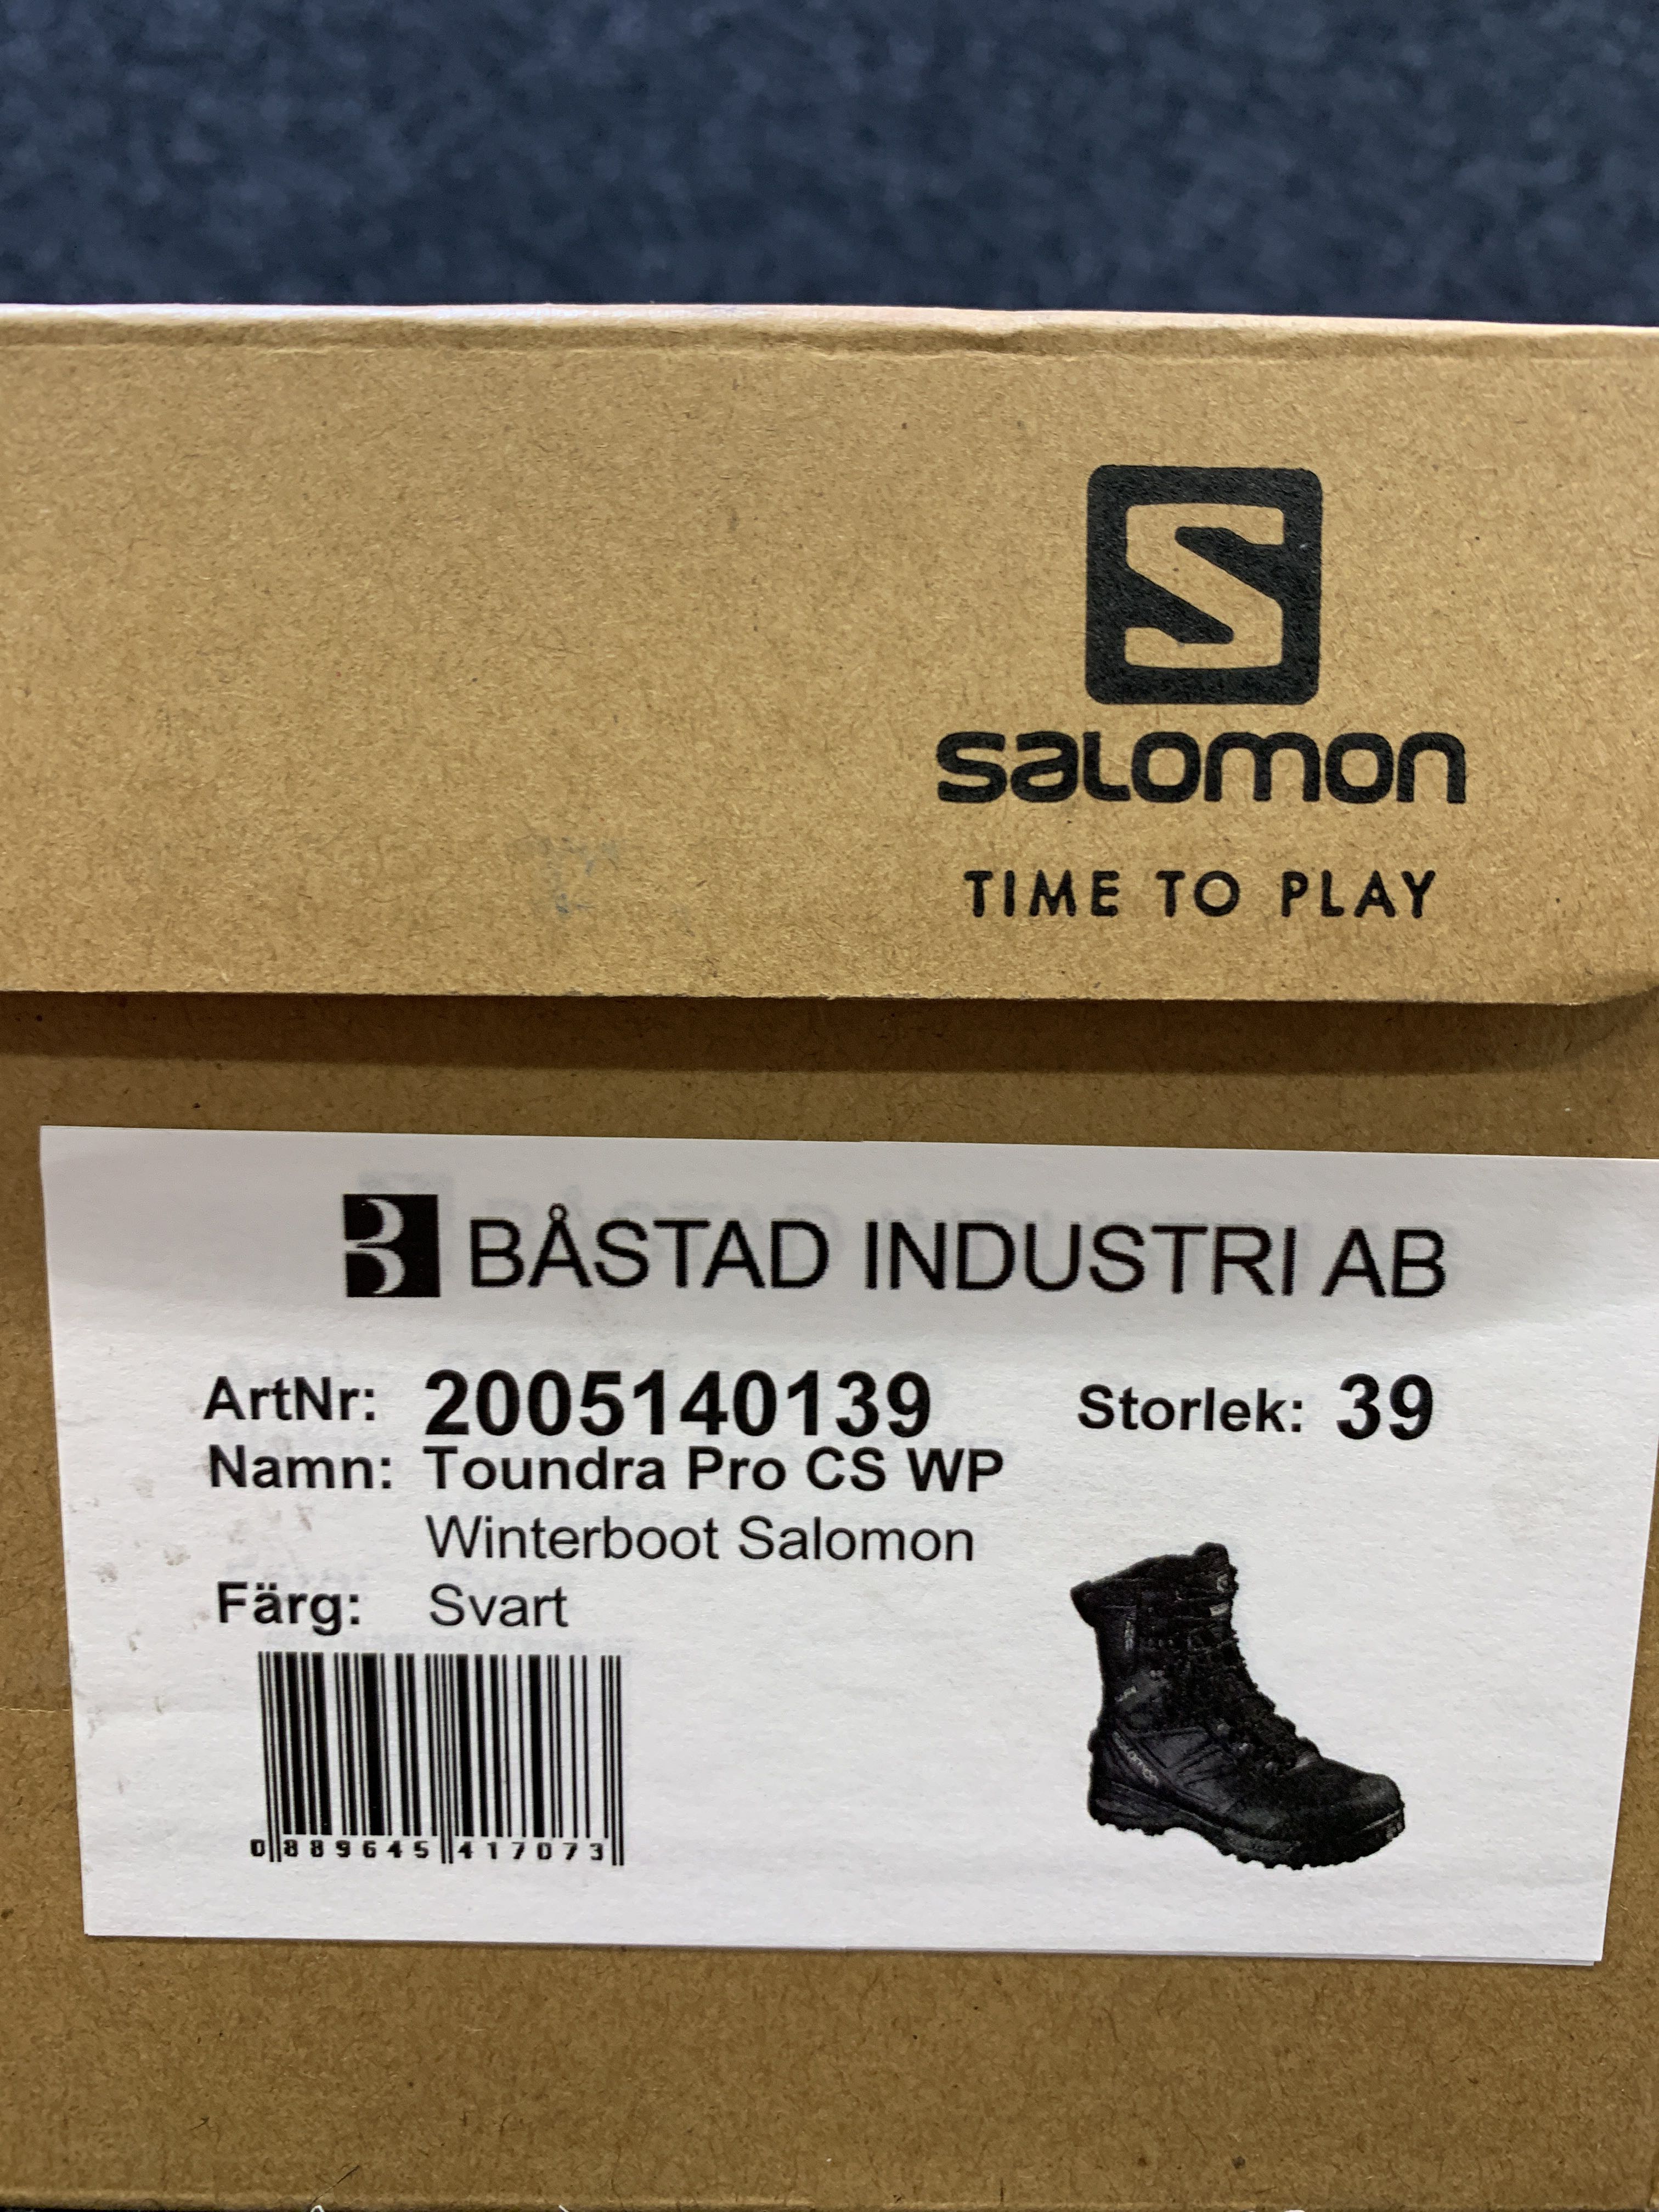 S
SALOMON
TIME TO PLAY
BÅSTAD INDUSTRI AB
ArtNr: 2005140139 Storlek: 39
Namn: Toundra Pro CS WP
Winterboot Salomon
Färg: Svart
0 889645 417073